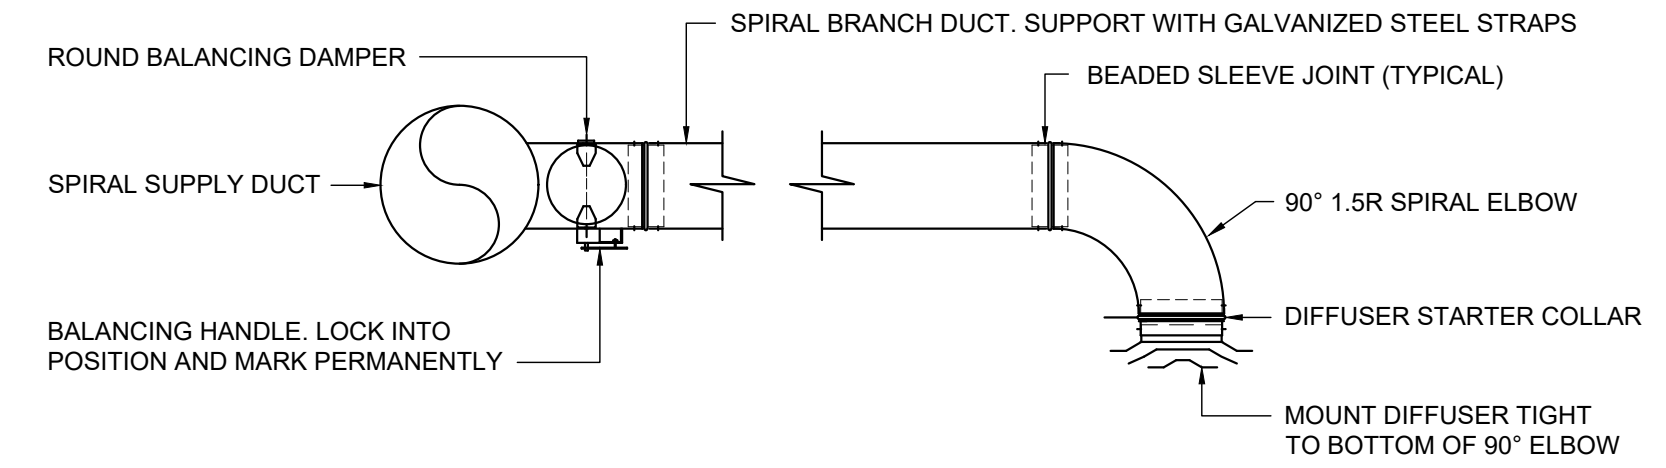 SPIRAL BRANCH DUCT. SUPPORT WITH GALVANIZED STEEL STRAPS
ROUND BALANCING DAMPER
BEADED SLEEVE JOINT (TYPICAL)
SPIRAL SUPPLY DUCT
90° 1.5R SPIRAL ELBOW
DIFFUSER STARTER COLLAR
BALANCING HANDLE. LOCK INTO
POSITION AND MARK PERMANENTLY
MOUNT DIFFUSER TIGHT
TO BOTTOM OF 90° ELBOW